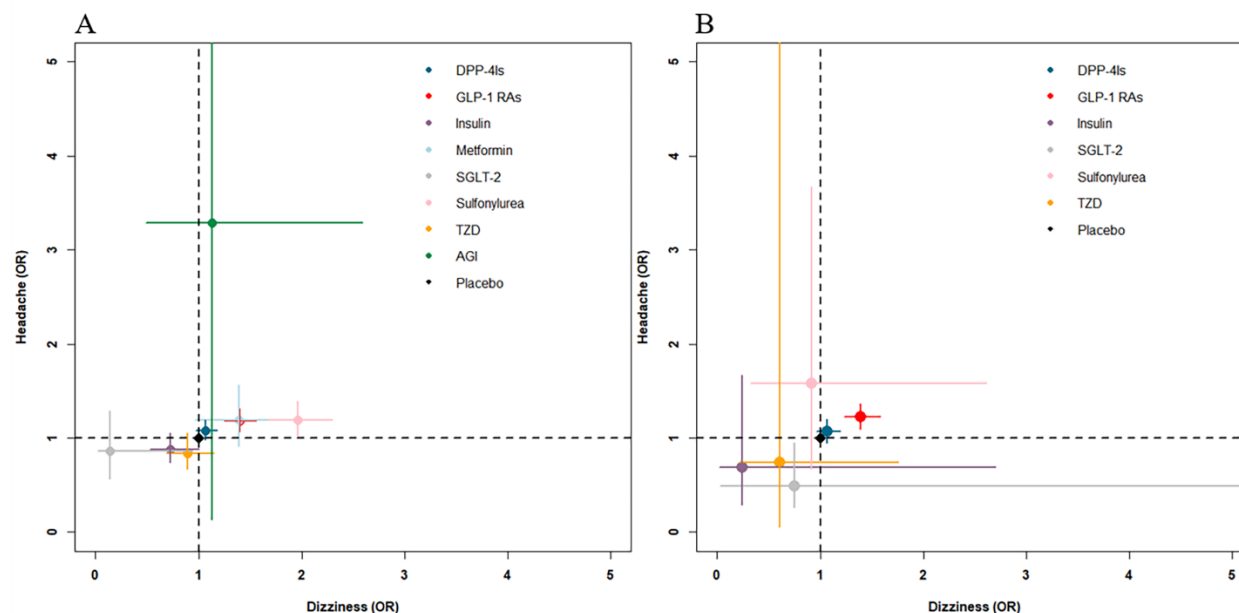 A
Headache (OR)
5
4
3
2
1
0
DPP-4Is
GLP-1 RAs
Insulin
Metformin
SGLT-2
Sulfonylurea
TZD
AGI
Placebo
0 1 2 3 4 5
Dizziness (OR)
B
Headache (OR)
5
4
3
2
1
0
DPP-4Is
GLP-1 RAs
Insulin
SGLT-2
Sulfonylurea
TZD
Placebo
0 1 2 3 4 5
Dizziness (OR)